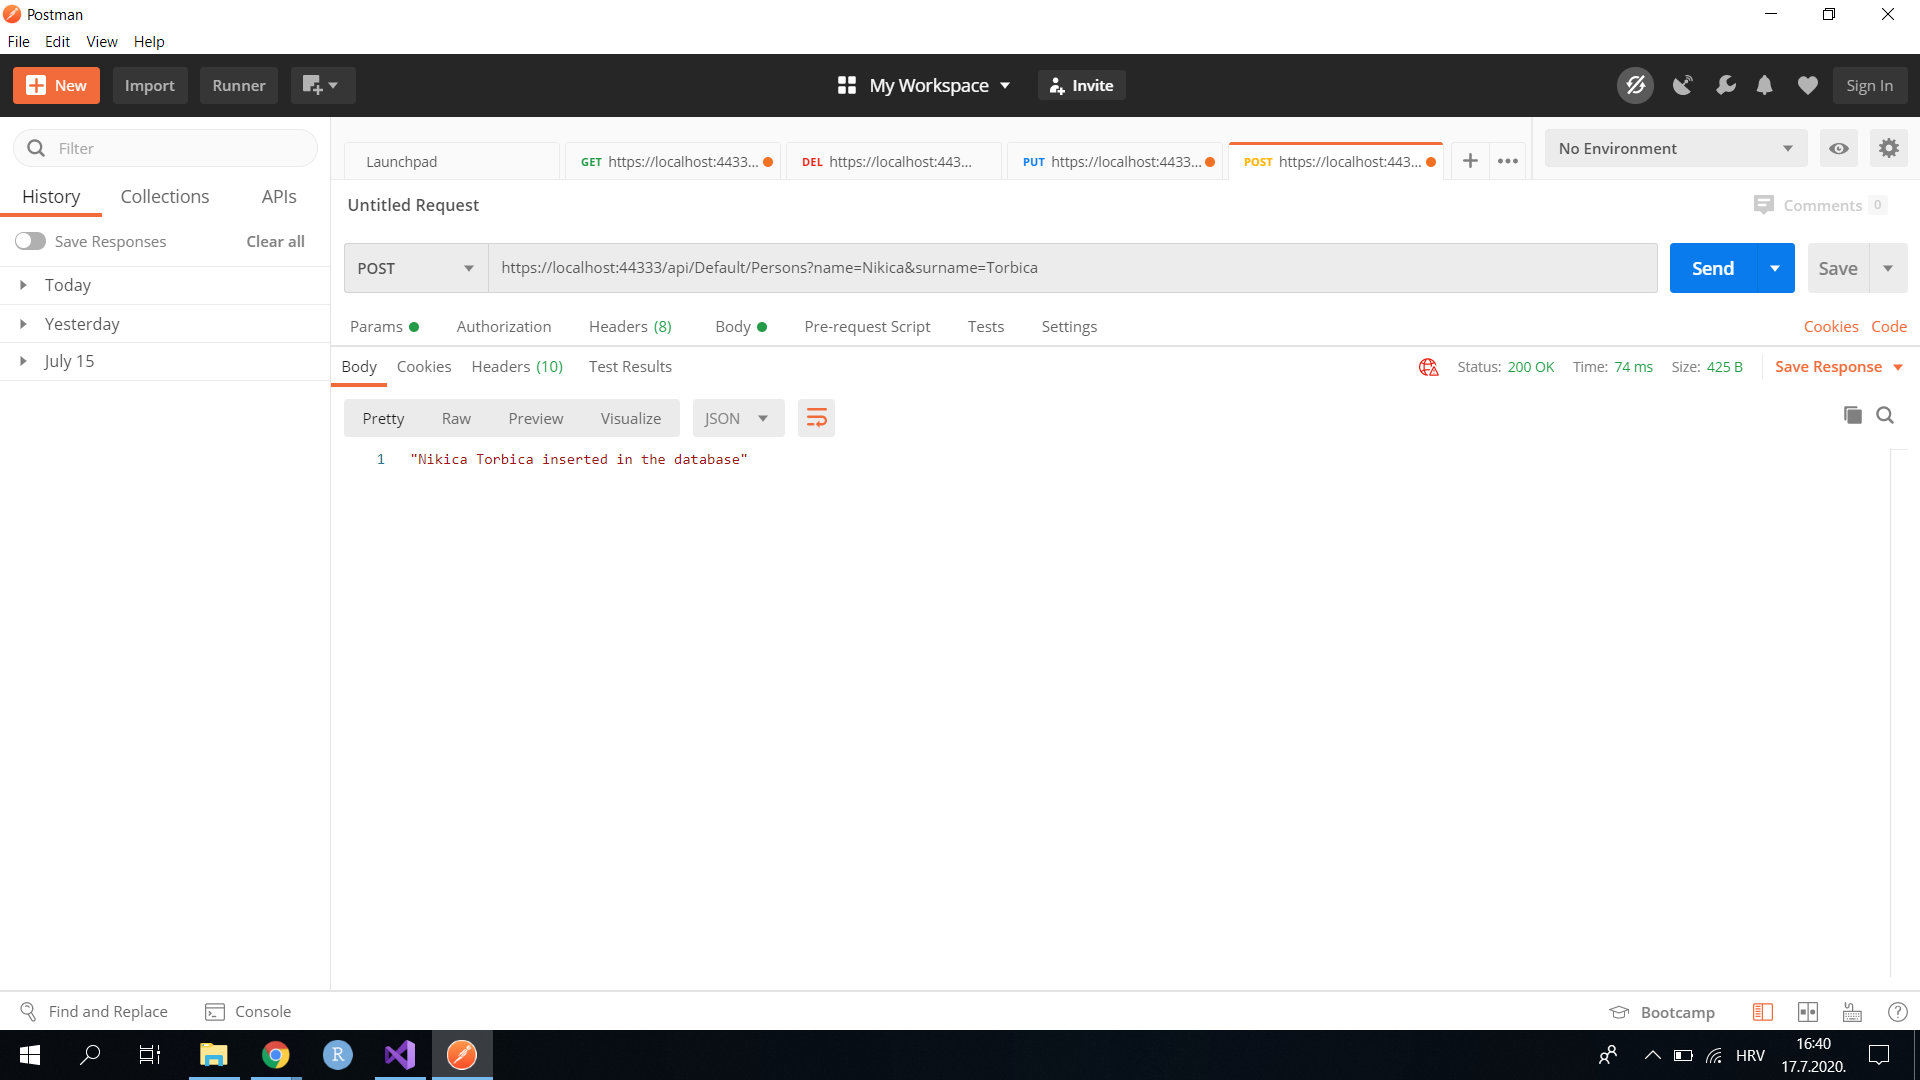 Postman
File Edit View Help
New Import Runner My Workspace Invite Sign In
Filter
Launchpad GET https://localhost:4433... DEL https://localhost:443... PUT https://localhost:4433... POST https://localhost:443... No Environment
History Collections APIs
Untitled Request Comments 0
Save Responses Clear all
POST https://localhost:44333/api/Default/Persons?name=Nikica&surname=Torbica Send Save
Today
Yesterday
July 15
Params Authorization Headers (8) Body Pre-request Script Tests Settings Cookies Code
Body Cookies Headers (10) Test Results Status: 200 OK Time: 74 ms Size: 425 B Save Response
Pretty Raw Preview Visualize JSON
1 "Nikica Torbica inserted in the database"
Find and Replace Console Bootcamp
R HRV 16:40
17.7.2020.